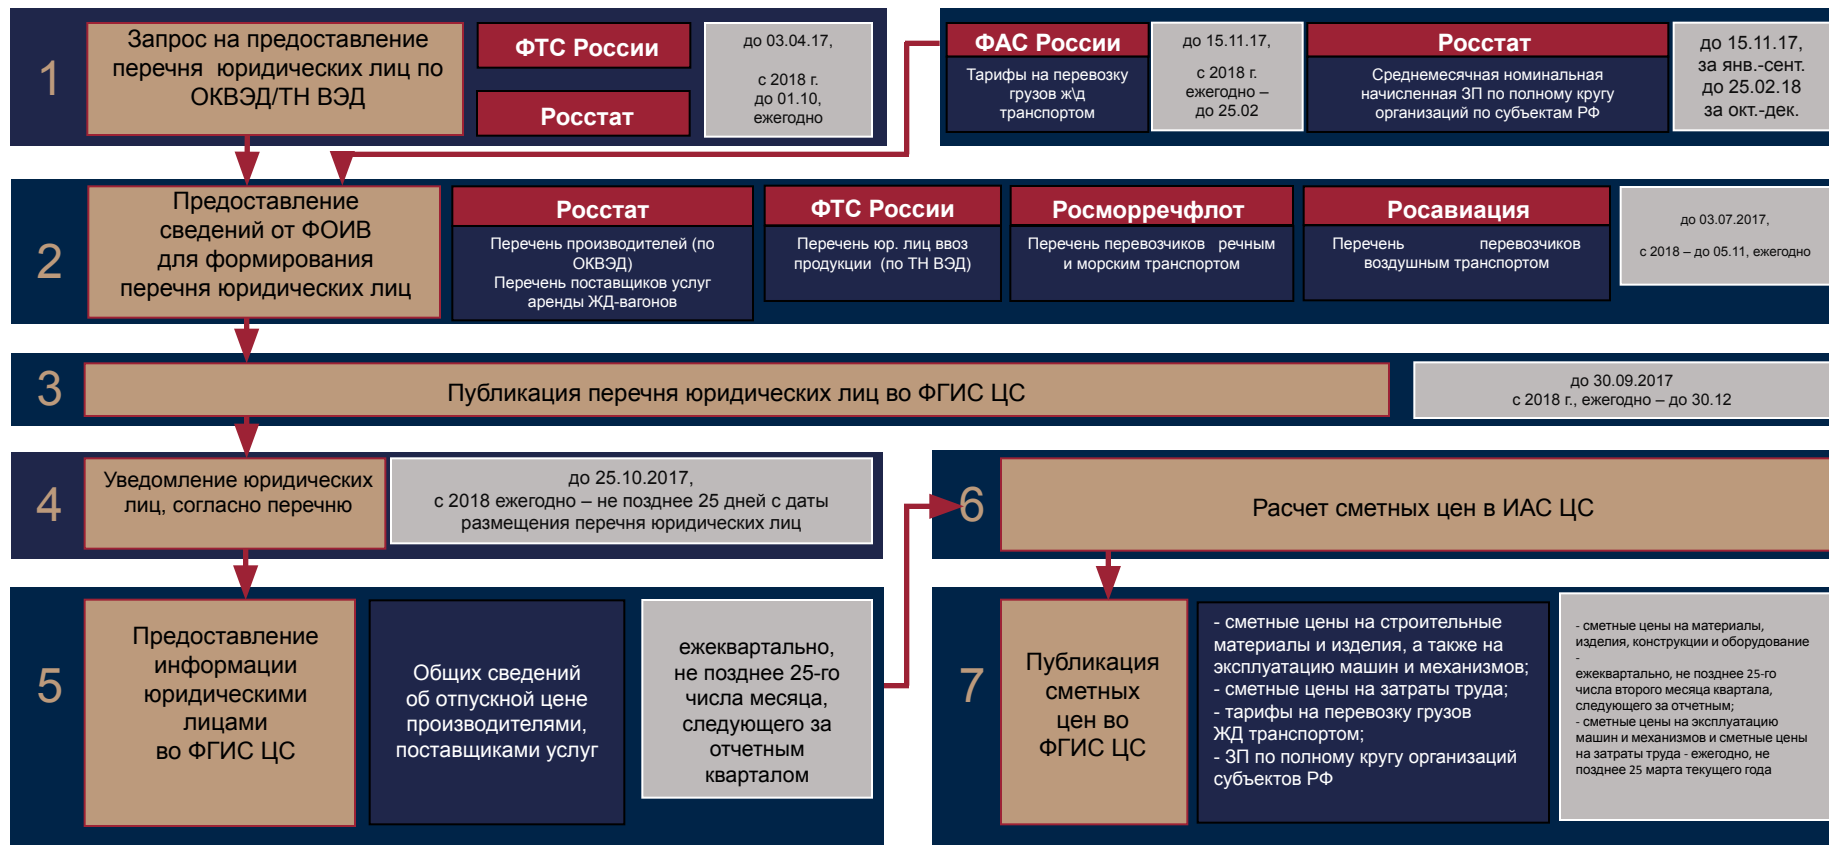 1
Запрос на предоставление
перечня юридических лиц по
ОКВЭД/ТН ВЭД
ФТС России
Росстат
до 03.04.17,
с 2018 г.
до 01.10,
ежегодно
ФАС России
Тарифы на перевозку
грузов ж\д
транспортом
до 15.11.17,
с 2018 г.
ежегодно –
до 25.02
Росстат
Среднемесячная номинальная
начисленная ЗП по полному кругу
организаций по субъектам РФ
до 15.11.17,
за янв.-сент.
до 25.02.18
за окт.-дек.
2
Предоставление
сведений от ФОИВ
для формирования
перечня юридических лиц
Росстат
Перечень производителей (по
ОКВЭД)
Перечень поставщиков услуг
аренды ЖД-вагонов
ФТС России
Перечень юр. лиц ввоз
продукции (по ТН ВЭД)
Росморречфлот
Перечень перевозчиков речным
и морским транспортом
Росавиация
Перечень перевозчиков
воздушным транспортом
до 03.07.2017,
с 2018 – до 05.11, ежегодно
3
Публикация перечня юридических лиц во ФГИС ЦС
до 30.09.2017
с 2018 г., ежегодно – до 30.12
4
Уведомление юридических
лиц, согласно перечню
до 25.10.2017,
с 2018 ежегодно – не позднее 25 дней с даты
размещения перечня юридических лиц
5
Предоставление
информации
юридическими
лицами
во ФГИС ЦС
Общих сведений
об отпускной цене
производителями,
поставщиками услуг
ежеквартально,
не позднее 25-го
числа месяца,
следующего за
отчетным
кварталом
6
Расчет сметных цен в ИАС ЦС
7
Публикация
сметных
цен во
ФГИС ЦС
- сметные цены на строительные
материалы и изделия, а также на
эксплуатацию машин и механизмов;
- сметные цены на затраты труда;
- тарифы на перевозку грузов
ЖД транспортом;
- ЗП по полному кругу организаций
субъектов РФ
- сметные цены на материалы,
изделия, конструкции и оборудование
-
ежеквартально, не позднее 25-го
числа второго месяца квартала,
следующего за отчетным;
- сметные цены на эксплуатацию
машин и механизмов и сметные цены
на затраты труда - ежегодно, не
позднее 25 марта текущего года